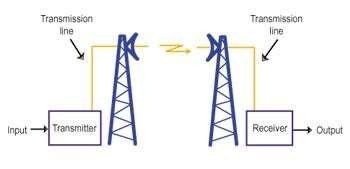 Transmission
line
Transmission
line
Input
Transmitter
Receiver
Output